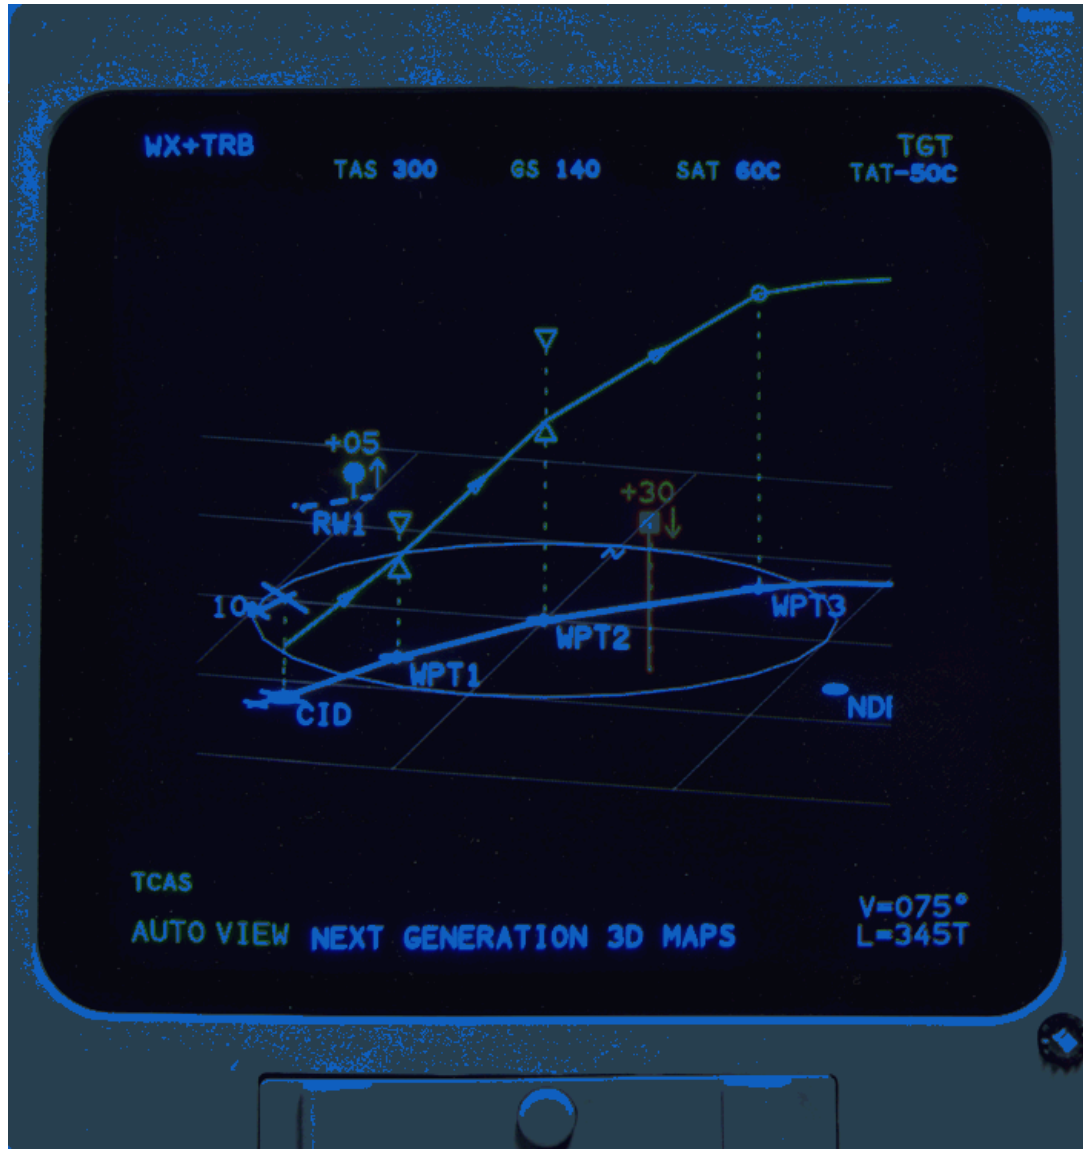 WX+TRB
TGT
TAS 300 GS 140 SAT 60C TAT-50C
+05
RW1
+30
10
WPT3
WPT2
WPT1
CID
TCAS
AUTO VIEW NEXT GENERATION 3D MAPS
V=075°
L=345T